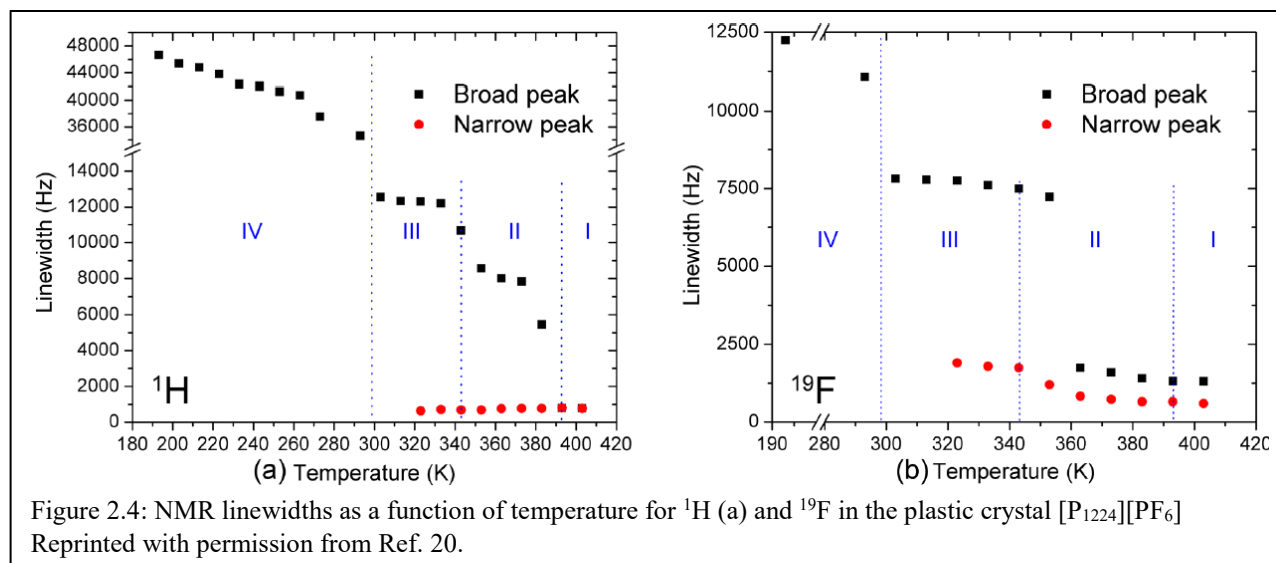 48000
44000
40000
36000
14000
12000
10000
8000
6000
4000
2000
0
Linewidth (Hz)
Broad peak
Narrow peak
IV
III
II
I
¹H
180 200 220 240 260 280 300 320 340 360 380 400 420
(a) Temperature (K)
12500
10000
7500
5000
2500
0
Linewidth (Hz)
Broad peak
Narrow peak
IV
III
II
I
¹⁹F
190 280 300 320 340 360 380 400 420
(b) Temperature (K)
Figure 2.4: NMR linewidths as a function of temperature for ¹H (a) and ¹⁹F in the plastic crystal [P₁₂₂₄][PF₆]
Reprinted with permission from Ref. 20.